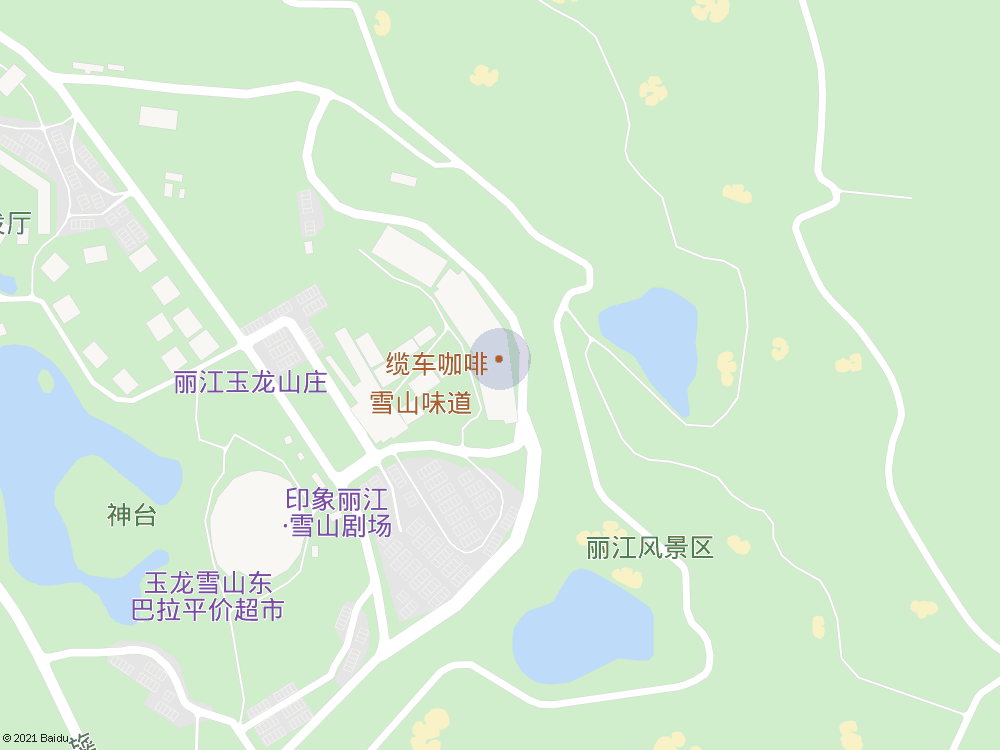 厅
缆车咖啡
丽江玉龙山庄
雪山味道
印象丽江
·雪山剧场
神台
丽江风景区
玉龙雪山东
巴拉平价超市
© 2021 Baidu